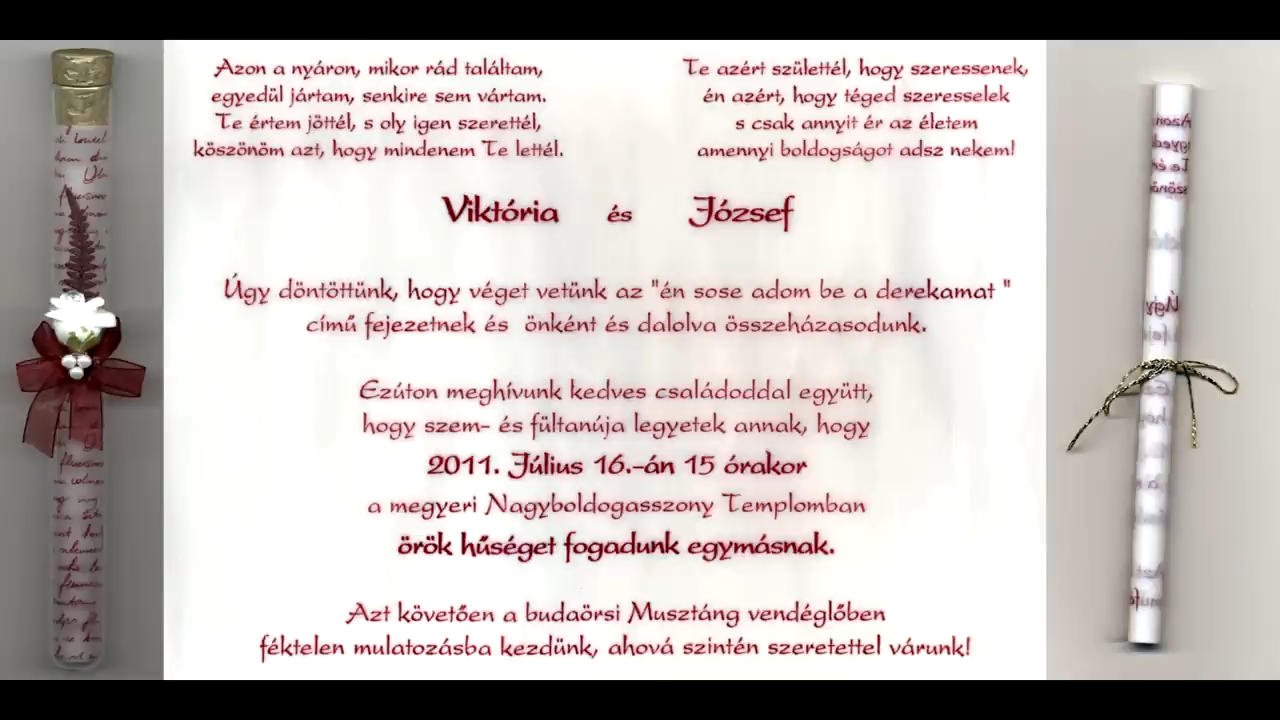 Azon a nyáron, mikor rád találtam,
egyedül jártam, senkire sem vártam.
Te értem jöttél, s oly igen szerettél,
köszönöm azt, hogy mindenem Te lettél.
Te azért születtél, hogy szeressenek,
én azért, hogy téged szeresselek
s csak annyit ér az életem
amennyi boldogságot adsz nekem!
Viktória és József
Úgy döntöttünk, hogy véget vetünk az "én sose adom be a derekamat "
című fejezetnek és önként és dalolva összeházasodunk.
Ezúton meghívunk kedves családoddal együtt,
hogy szem- és fültanúja legyetek annak, hogy
2011. Július 16.-án 15 órakor
a megyeri Nagyboldogasszony Templomban
örök hűséget fogadunk egymásnak.
Azt követően a budaörsi Musztáng vendéglőben
féktelen mulatozásba kezdünk, ahová szintén szeretettel várunk!